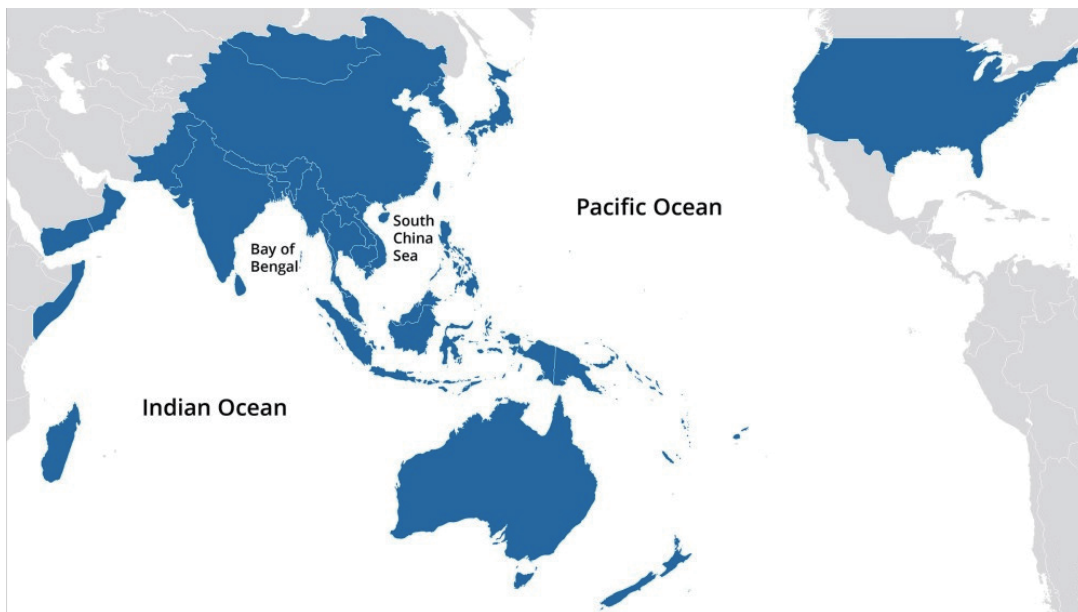 Pacific Ocean
South
China
Sea
Bay of
Bengal
Indian Ocean